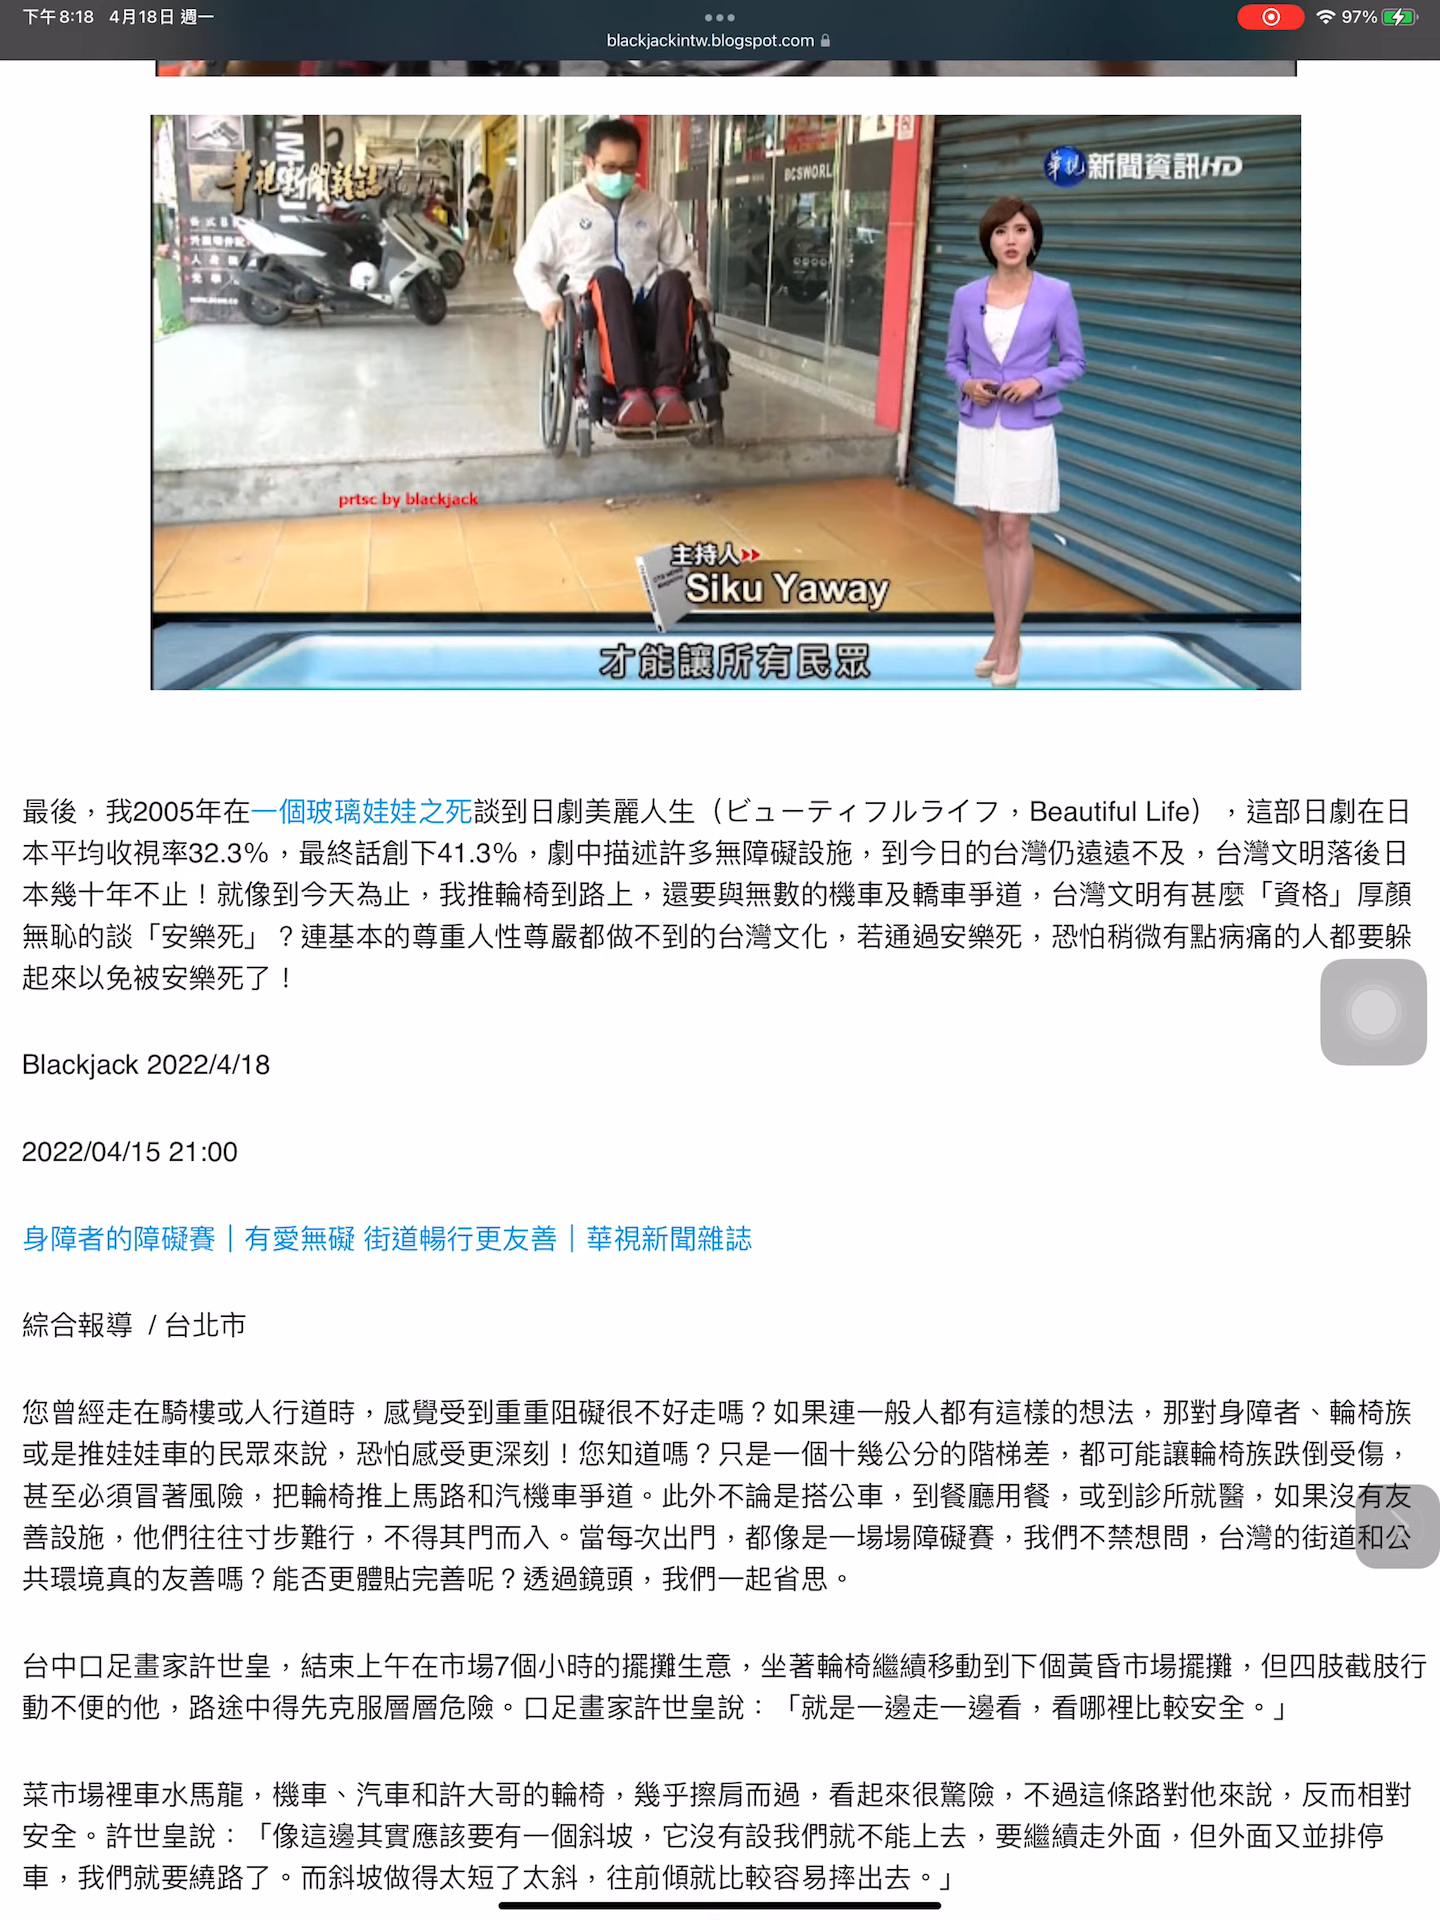 下午8:18 4月18日 週一
97%
blackjackintw.blogspot.com
華視新聞雜誌
華視新聞資訊HD
BCSWORL
prtsc by blackjack
主持人
Siku Yaway
才能讓所有民眾
最後，我2005年在一個玻璃娃娃之死談到日劇美麗人生（ビューティフルライフ，Beautiful Life），這部日劇在日
本平均收視率32.3%，最終話創下41.3%，劇中描述許多無障礙設施，到今日的台灣仍遠遠不及，台灣文明落後日
本幾十年不止！就像到今天為止，我推輪椅到路上，還要與無數的機車及轎車爭道，台灣文明有甚麼「資格」厚顏
無恥的談「安樂死」？連基本的尊重人性尊嚴都做不到的台灣文化，若通過安樂死，恐怕稍微有點病痛的人都要躲
起來以免被安樂死了！
Blackjack 2022/4/18
2022/04/15 21:00
身障者的障礙賽｜有愛無礙 街道暢行更友善｜華視新聞雜誌
綜合報導 / 台北市
您曾經走在騎樓或人行道時，感覺受到重重阻礙很不好走嗎？如果連一般人都有這樣的想法，那對身障者、輪椅族
或是推娃娃車的民眾來說，恐怕感受更深刻！您知道嗎？只是一個十幾公分的階梯差，都可能讓輪椅族跌倒受傷，
甚至必須冒著風險，把輪椅推上馬路和汽機車爭道。此外不論是搭公車，到餐廳用餐，或到診所就醫，如果沒有友
善設施，他們往往寸步難行，不得其門而入。當每次出門，都像是一場場障礙賽，我們不禁想問，台灣的街道和公
共環境真的友善嗎？能否更體貼完善呢？透過鏡頭，我們一起省思。
台中口足畫家許世皇，結束上午在市場7個小時的擺攤生意，坐著輪椅繼續移動到下個黃昏市場擺攤，但四肢截肢行
動不便的他，路途中得先克服層層危險。口足畫家許世皇說：「就是一邊走一邊看，看哪裡比較安全。」
菜市場裡車水馬龍，機車、汽車和許大哥的輪椅，幾乎擦肩而過，看起來很驚險，不過這條路對他來說，反而相對
安全。許世皇說：「像這邊其實應該要有一個斜坡，它沒有設我們就不能上去，要繼續走外面，但外面又並排停
車，我們就要繞路了。而斜坡做得太短了太斜，往前傾就比較容易摔出去。」